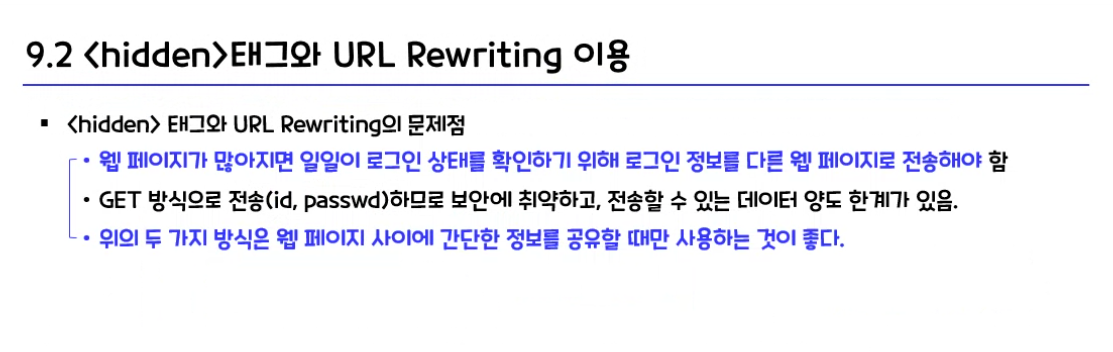 9.2 <hidden>태그와 URL Rewriting 이용
▪ <hidden> 태그와 URL Rewriting의 문제점
• 웹 페이지가 많아지면 일일이 로그인 상태를 확인하기 위해 로그인 정보를 다른 웹 페이지로 전송해야 함
• GET 방식으로 전송(id, passwd)하므로 보안에 취약하고, 전송할 수 있는 데이터 양도 한계가 있음.
• 위의 두 가지 방식은 웹 페이지 사이에 간단한 정보를 공유할 때만 사용하는 것이 좋다.